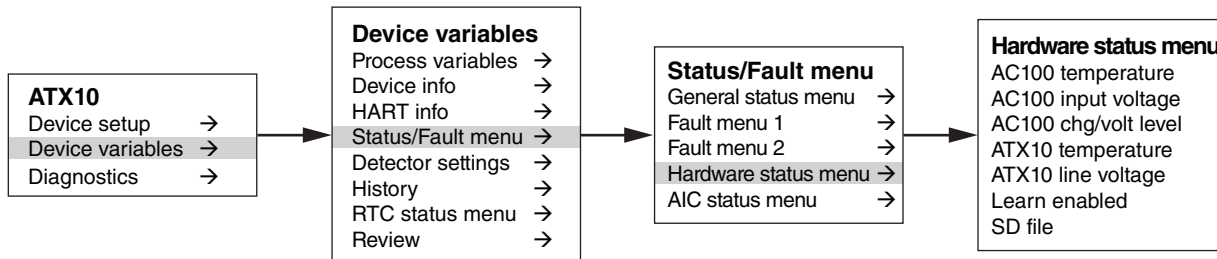 ATX10
Device setup →
Device variables →
Diagnostics →
Device variables
Process variables →
Device info →
HART info →
Status/Fault menu →
Detector settings →
History →
RTC status menu →
Review →
Status/Fault menu
General status menu →
Fault menu 1 →
Fault menu 2 →
Hardware status menu →
AIC status menu →
Hardware status menu
AC100 temperature
AC100 input voltage
AC100 chg/volt level
ATX10 temperature
ATX10 line voltage
Learn enabled
SD file